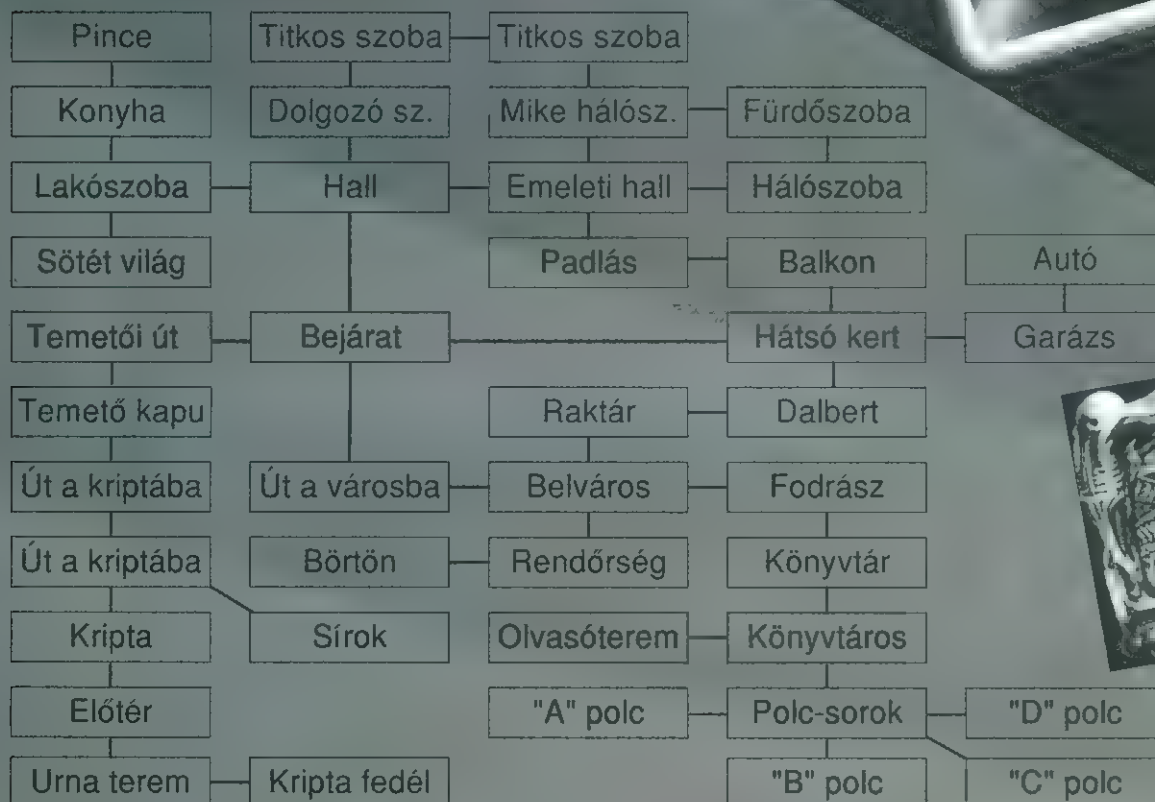 Pince Titkos szoba Titkos szoba
Konyha Dolgozó sz. Mike hálósz. Fürdőszoba
Lakószoba Hall Emeleti hall Hálószoba
Sötét világ Padlás Balkon Autó
Temetői út Bejárat Hátsó kert Garázs
Temető kapu Raktár Dalbert
Út a kriptába Út a városba Belváros Fodrász
Út a kriptába Börtön Rendőrség Könyvtár
Kripta Sírok Olvasóterem Könyvtáros
Előtér "A" polc Polc-sorok "D" polc
Urna terem Kripta fedél "B" polc "C" polc